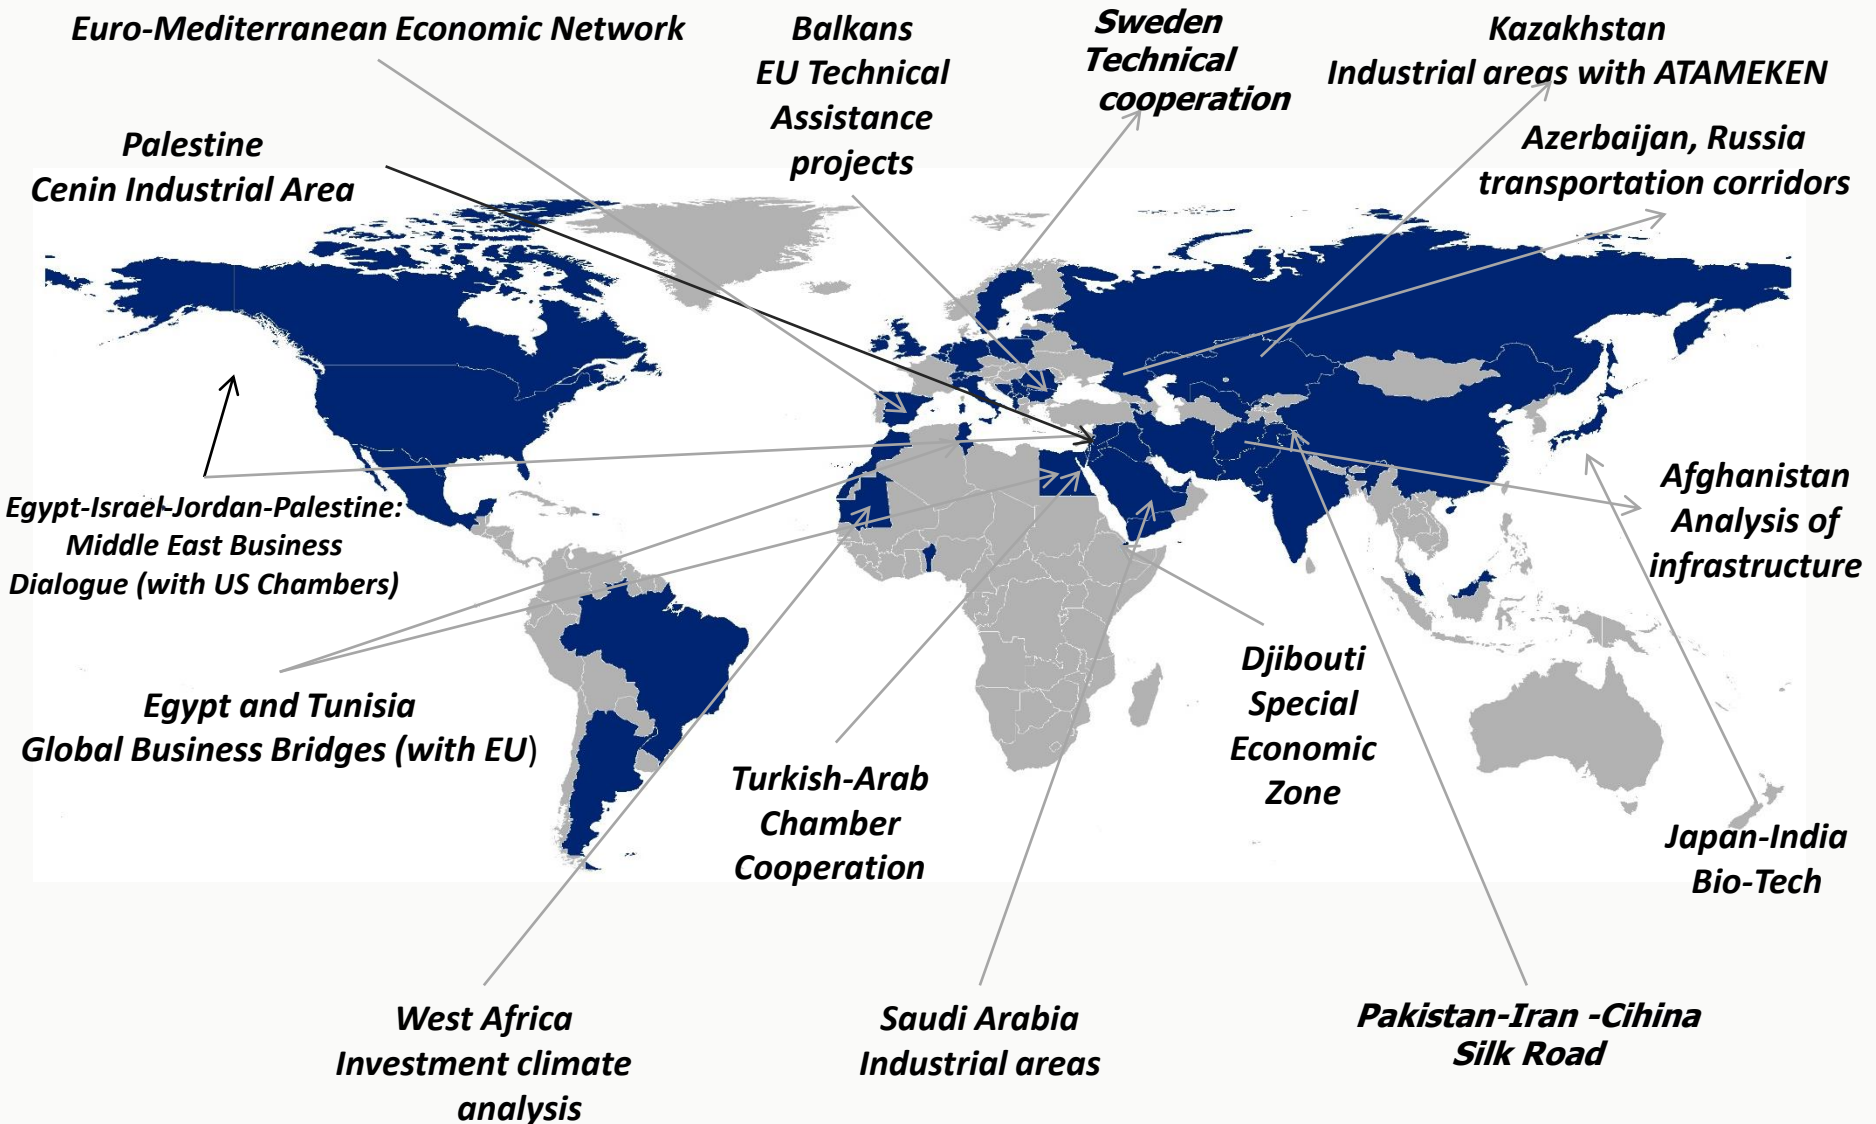 Euro-Mediterranean Economic Network
Balkans
EU Technical
Assistance
projects
Sweden
Technical
cooperation
Kazakhstan
Industrial areas with ATAMEKEN
Azerbaijan, Russia
transportation corridors
Palestine
Cenin Industrial Area
Egypt-Israel-Jordan-Palestine:
Middle East Business
Dialogue (with US Chambers)
Afghanistan
Analysis of
infrastructure
Egypt and Tunisia
Global Business Bridges (with EU)
Turkish-Arab
Chamber
Cooperation
Djibouti
Special
Economic
Zone
Japan-India
Bio-Tech
West Africa
Investment climate
analysis
Saudi Arabia
Industrial areas
Pakistan-Iran -Cihina
Silk Road